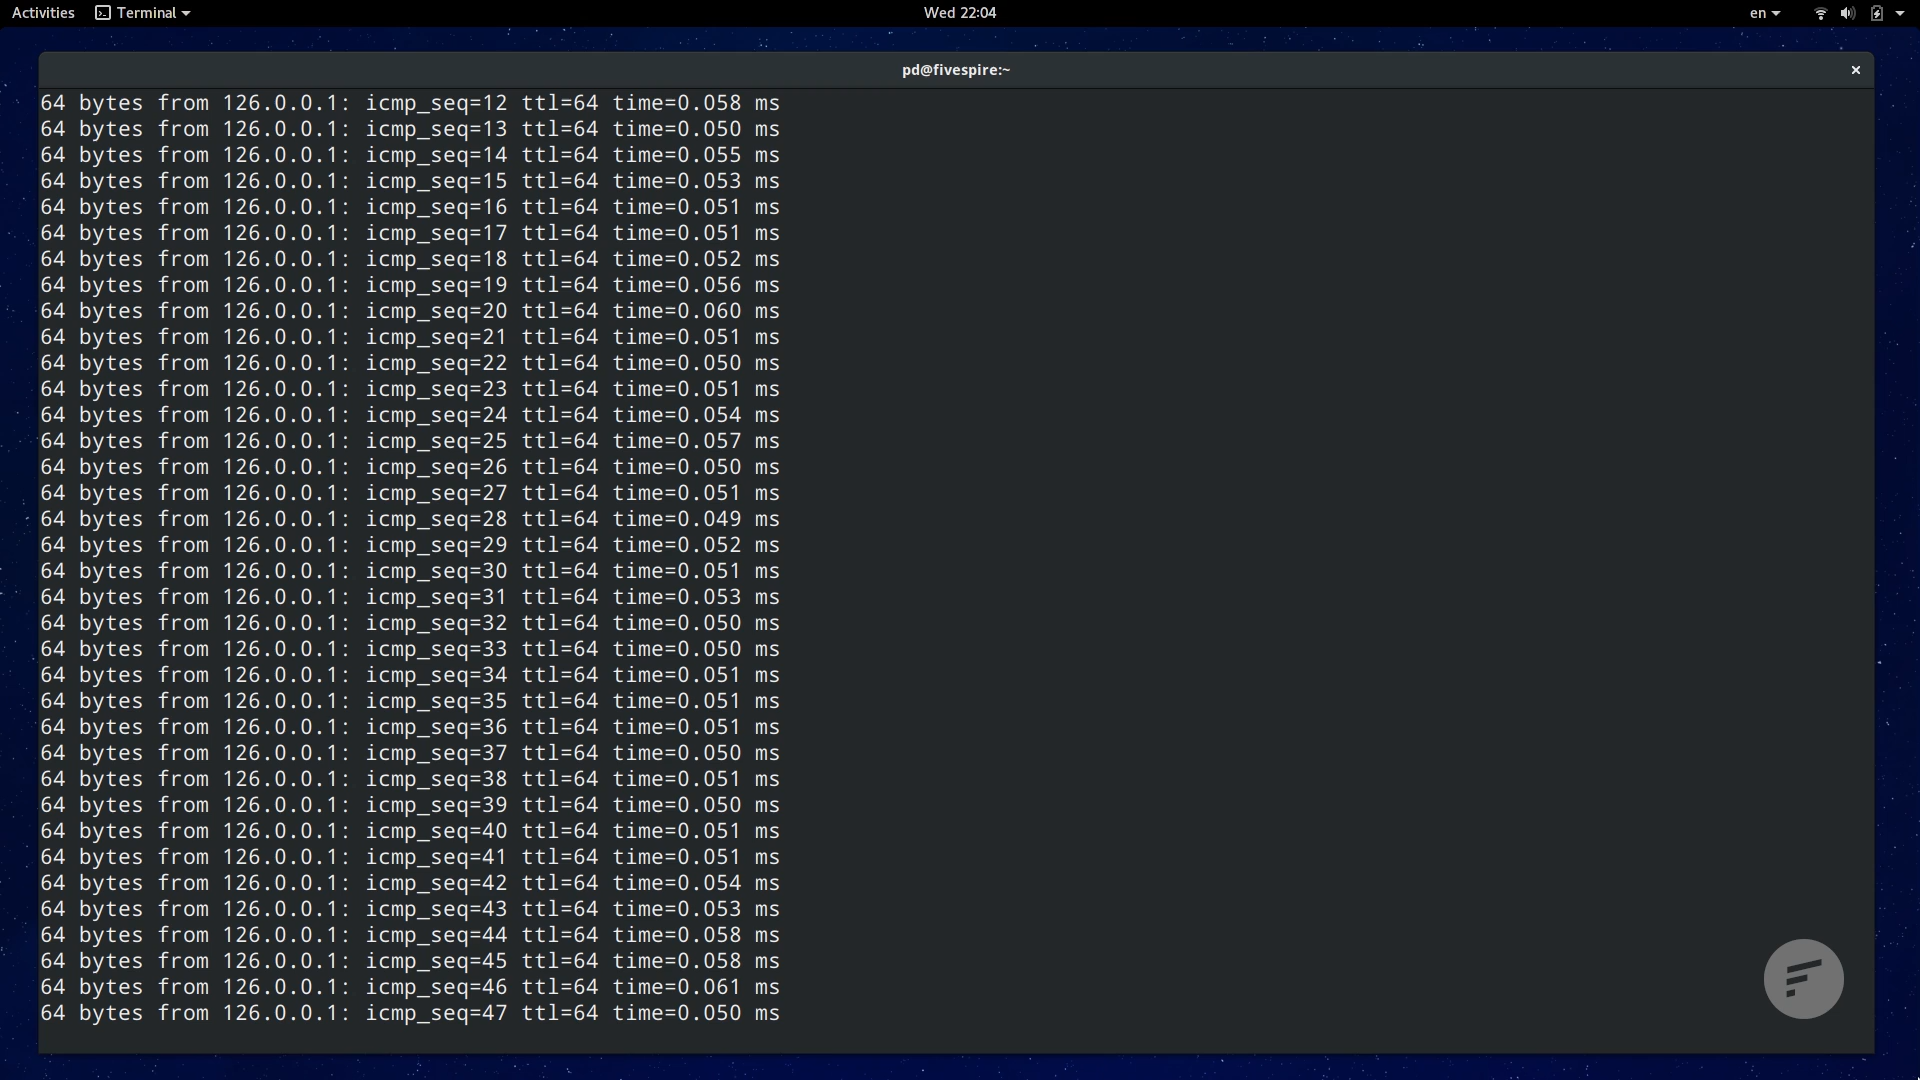 Activities Terminal Wed 22:04 en
pd@fivespire:~
64 bytes from 126.0.0.1: icmp_seq=12 ttl=64 time=0.058 ms
64 bytes from 126.0.0.1: icmp_seq=13 ttl=64 time=0.050 ms
64 bytes from 126.0.0.1: icmp_seq=14 ttl=64 time=0.055 ms
64 bytes from 126.0.0.1: icmp_seq=15 ttl=64 time=0.053 ms
64 bytes from 126.0.0.1: icmp_seq=16 ttl=64 time=0.051 ms
64 bytes from 126.0.0.1: icmp_seq=17 ttl=64 time=0.051 ms
64 bytes from 126.0.0.1: icmp_seq=18 ttl=64 time=0.052 ms
64 bytes from 126.0.0.1: icmp_seq=19 ttl=64 time=0.056 ms
64 bytes from 126.0.0.1: icmp_seq=20 ttl=64 time=0.060 ms
64 bytes from 126.0.0.1: icmp_seq=21 ttl=64 time=0.051 ms
64 bytes from 126.0.0.1: icmp_seq=22 ttl=64 time=0.050 ms
64 bytes from 126.0.0.1: icmp_seq=23 ttl=64 time=0.051 ms
64 bytes from 126.0.0.1: icmp_seq=24 ttl=64 time=0.054 ms
64 bytes from 126.0.0.1: icmp_seq=25 ttl=64 time=0.057 ms
64 bytes from 126.0.0.1: icmp_seq=26 ttl=64 time=0.050 ms
64 bytes from 126.0.0.1: icmp_seq=27 ttl=64 time=0.051 ms
64 bytes from 126.0.0.1: icmp_seq=28 ttl=64 time=0.049 ms
64 bytes from 126.0.0.1: icmp_seq=29 ttl=64 time=0.052 ms
64 bytes from 126.0.0.1: icmp_seq=30 ttl=64 time=0.051 ms
64 bytes from 126.0.0.1: icmp_seq=31 ttl=64 time=0.053 ms
64 bytes from 126.0.0.1: icmp_seq=32 ttl=64 time=0.050 ms
64 bytes from 126.0.0.1: icmp_seq=33 ttl=64 time=0.050 ms
64 bytes from 126.0.0.1: icmp_seq=34 ttl=64 time=0.051 ms
64 bytes from 126.0.0.1: icmp_seq=35 ttl=64 time=0.051 ms
64 bytes from 126.0.0.1: icmp_seq=36 ttl=64 time=0.051 ms
64 bytes from 126.0.0.1: icmp_seq=37 ttl=64 time=0.050 ms
64 bytes from 126.0.0.1: icmp_seq=38 ttl=64 time=0.051 ms
64 bytes from 126.0.0.1: icmp_seq=39 ttl=64 time=0.050 ms
64 bytes from 126.0.0.1: icmp_seq=40 ttl=64 time=0.051 ms
64 bytes from 126.0.0.1: icmp_seq=41 ttl=64 time=0.051 ms
64 bytes from 126.0.0.1: icmp_seq=42 ttl=64 time=0.054 ms
64 bytes from 126.0.0.1: icmp_seq=43 ttl=64 time=0.053 ms
64 bytes from 126.0.0.1: icmp_seq=44 ttl=64 time=0.058 ms
64 bytes from 126.0.0.1: icmp_seq=45 ttl=64 time=0.058 ms
64 bytes from 126.0.0.1: icmp_seq=46 ttl=64 time=0.061 ms
64 bytes from 126.0.0.1: icmp_seq=47 ttl=64 time=0.050 ms